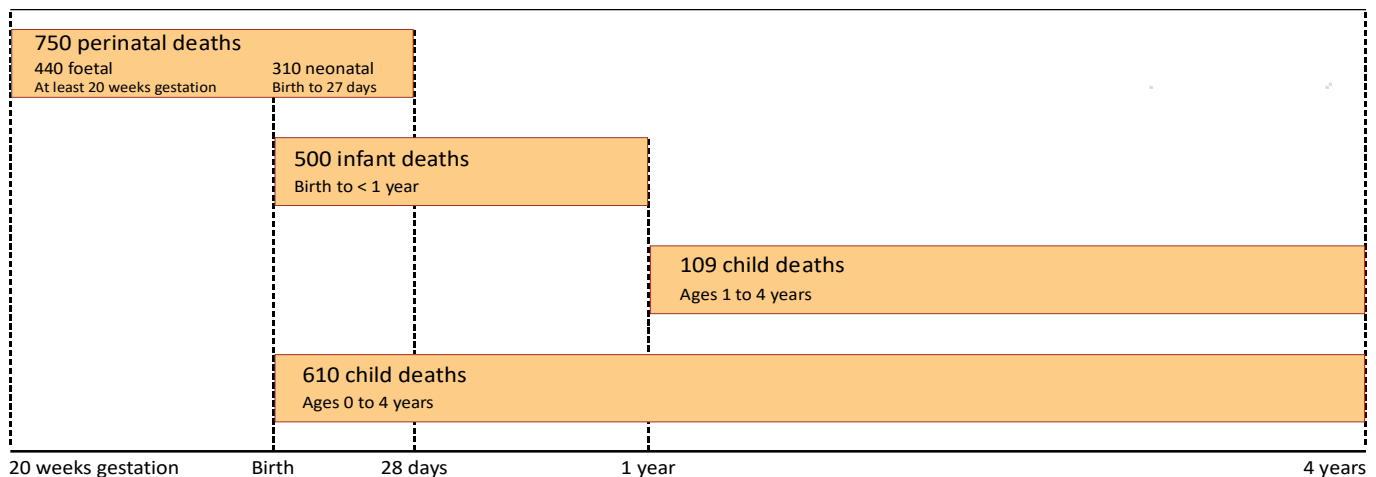 750 perinatal deaths
440 foetal 310 neonatal
At least 20 weeks gestation Birth to 27 days
500 infant deaths
Birth to < 1 year
109 child deaths
Ages 1 to 4 years
610 child deaths
Ages 0 to 4 years
20 weeks gestation Birth 28 days 1 year 4 years